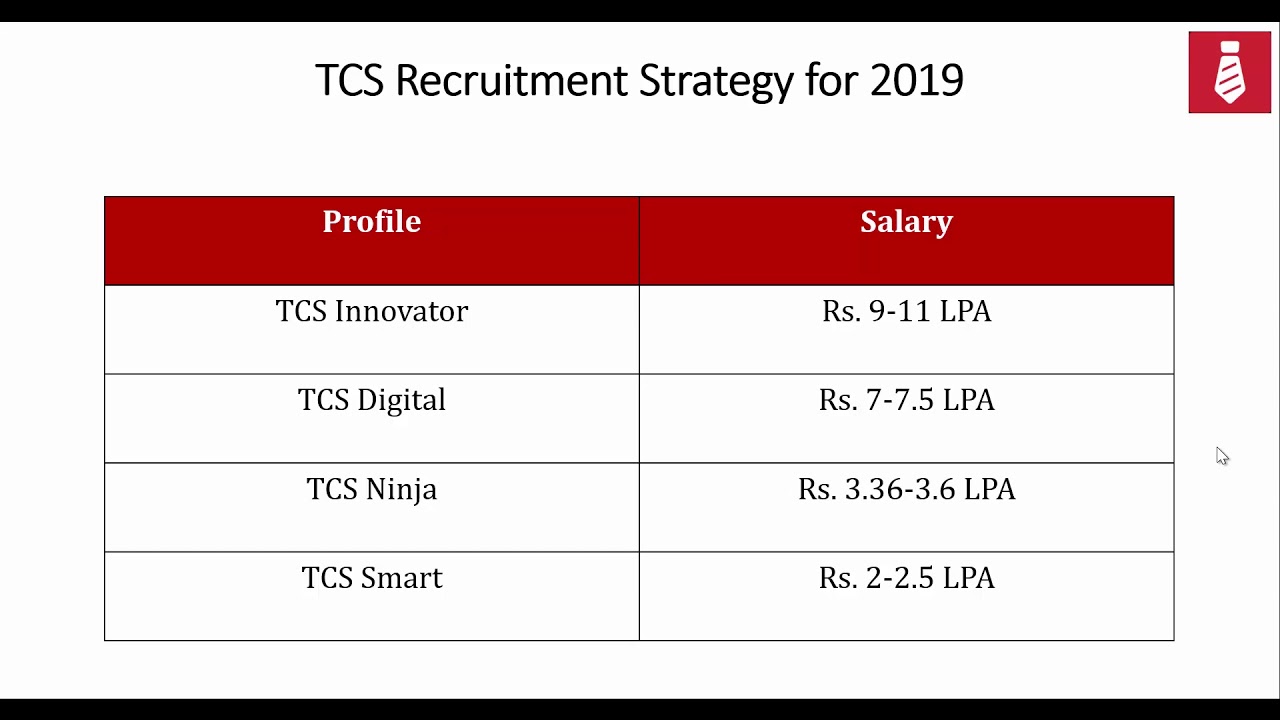 TCS Recruitment Strategy for 2019
Profile Salary
TCS Innovator Rs. 9-11 LPA
TCS Digital Rs. 7-7.5 LPA
TCS Ninja Rs. 3.36-3.6 LPA
TCS Smart Rs. 2-2.5 LPA